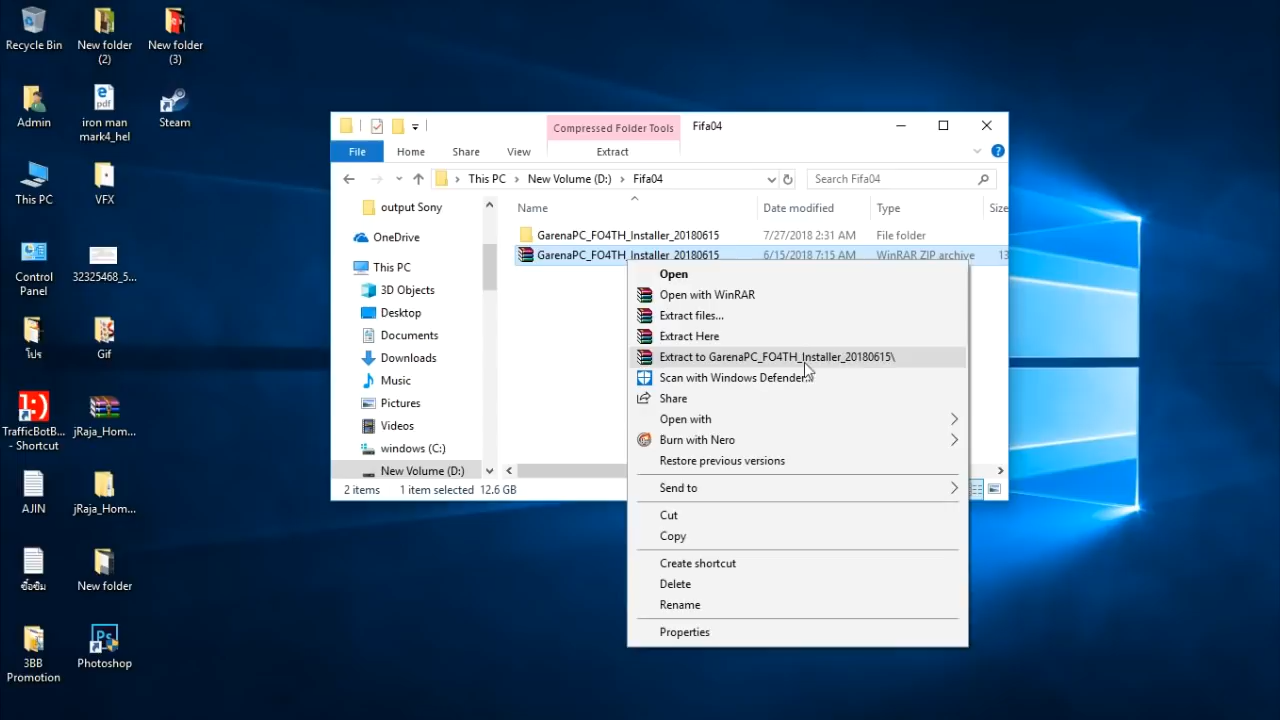 Recycle Bin
New folder
(2)
New folder
(3)
Admin
iron man
mark4_hel
Steam
This PC
VFX
Control
Panel
32325468_5...
โปร
Gif
TrafficBotB...
- Shortcut
jRaja_Hom...
AJIN
jRaja_Hom...
ซื้อซิม
New folder
3BB
Promotion
Photoshop
Compressed Folder Tools
Fifa04
File
Home
Share
View
Extract
This PC
New Volume (D:)
Fifa04
Search Fifa04
output Sony
OneDrive
This PC
3D Objects
Desktop
Documents
Downloads
Music
Pictures
Videos
windows (C:)
New Volume (D:)
Name
Date modified
Type
Size
GarenaPC_FO4TH_Installer_20180615
7/27/2018 2:31 AM
File folder
GarenaPC_FO4TH_Installer_20180615
6/15/2018 7:15 AM
WinRAR ZIP archive
13
2 items
1 item selected 12.6 GB
Open
Open with WinRAR
Extract files...
Extract Here
Extract to GarenaPC_FO4TH_Installer_20180615\
Scan with Windows Defender...
Share
Open with
Burn with Nero
Restore previous versions
Send to
Cut
Copy
Create shortcut
Delete
Rename
Properties